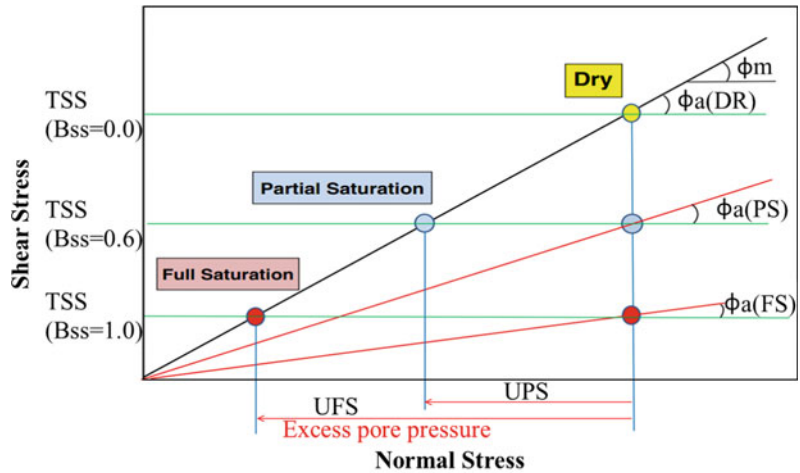 ϕm
Dry
ϕa(DR)
TSS
(Bss=0.0)
Partial Saturation
ϕa(PS)
TSS
(Bss=0.6)
Full Saturation
ϕa(FS)
TSS
(Bss=1.0)
Shear Stress
UPS
UFS
Excess pore pressure
Normal Stress